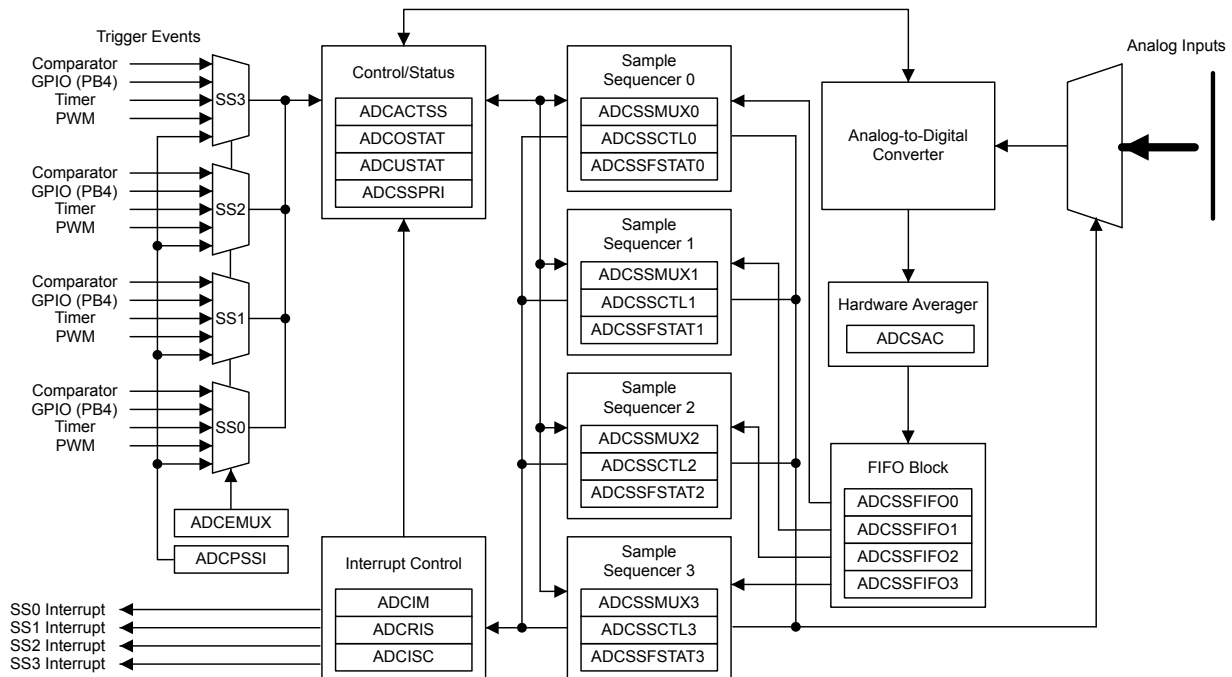 Trigger Events
Comparator
GPIO (PB4)
Timer
PWM
SS3
Comparator
GPIO (PB4)
Timer
PWM
SS2
Comparator
GPIO (PB4)
Timer
PWM
SS1
Comparator
GPIO (PB4)
Timer
PWM
SS0
ADCEMUX
ADCPSSI
SS0 Interrupt
SS1 Interrupt
SS2 Interrupt
SS3 Interrupt
Control/Status
ADCACTSS
ADCOSTAT
ADCUSTAT
ADCSSPRI
Interrupt Control
ADCIM
ADCRIS
ADCISC
Sample
Sequencer 0
ADCSSMUX0
ADCSSCTL0
ADCSSFSTAT0
Sample
Sequencer 1
ADCSSMUX1
ADCSSCTL1
ADCSSFSTAT1
Sample
Sequencer 2
ADCSSMUX2
ADCSSCTL2
ADCSSFSTAT2
Sample
Sequencer 3
ADCSSMUX3
ADCSSCTL3
ADCSSFSTAT3
Analog-to-Digital
Converter
Hardware Averager
ADCSAC
FIFO Block
ADCSSFIFO0
ADCSSFIFO1
ADCSSFIFO2
ADCSSFIFO3
Analog Inputs